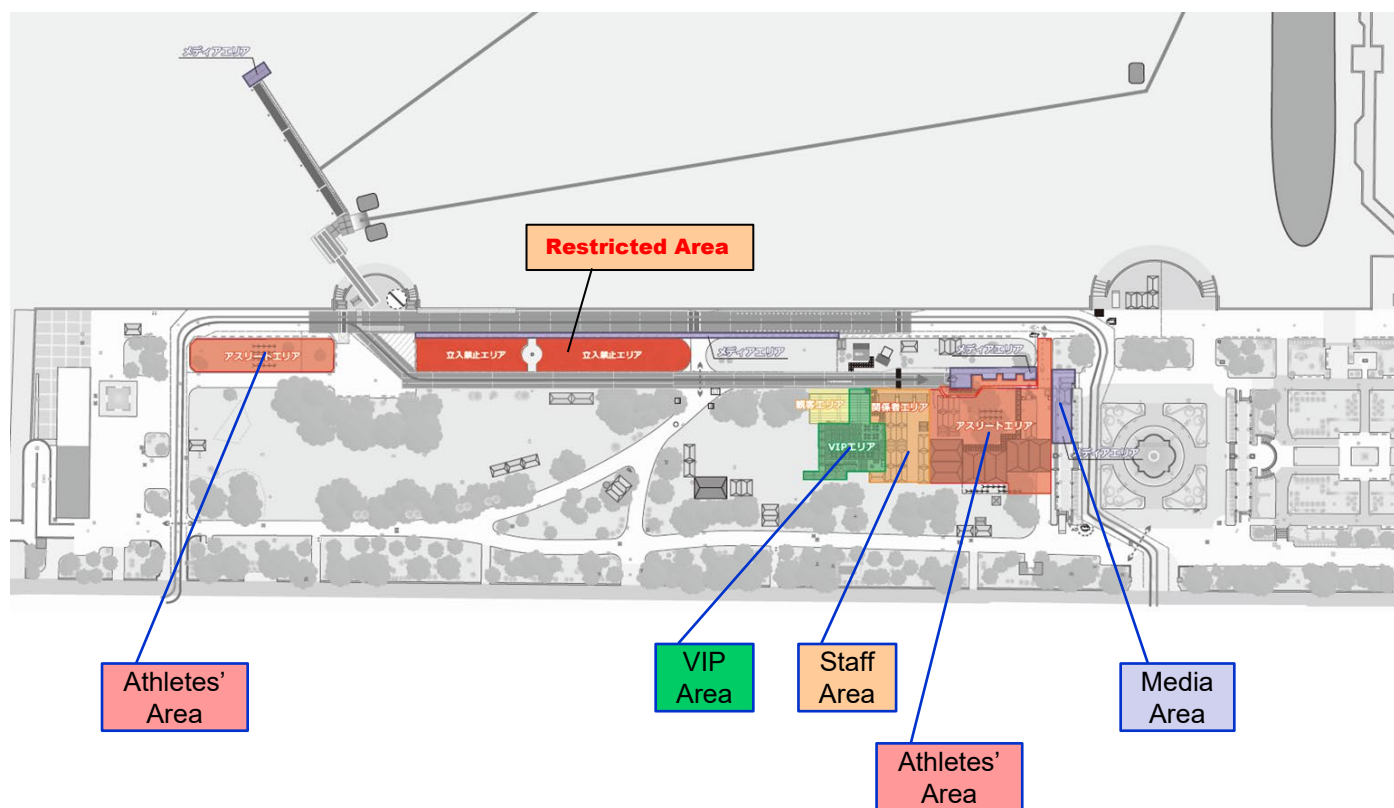 メディアエリア
Restricted Area
アスリートエリア
立入禁止エリア
立入禁止エリア
メディアエリア
メディアエリア
観客エリア
関係者エリア
アスリートエリア
VIPエリア
メディアエリア
Athletes’
Area
VIP
Area
Staff
Area
Athletes’
Area
Media
Area